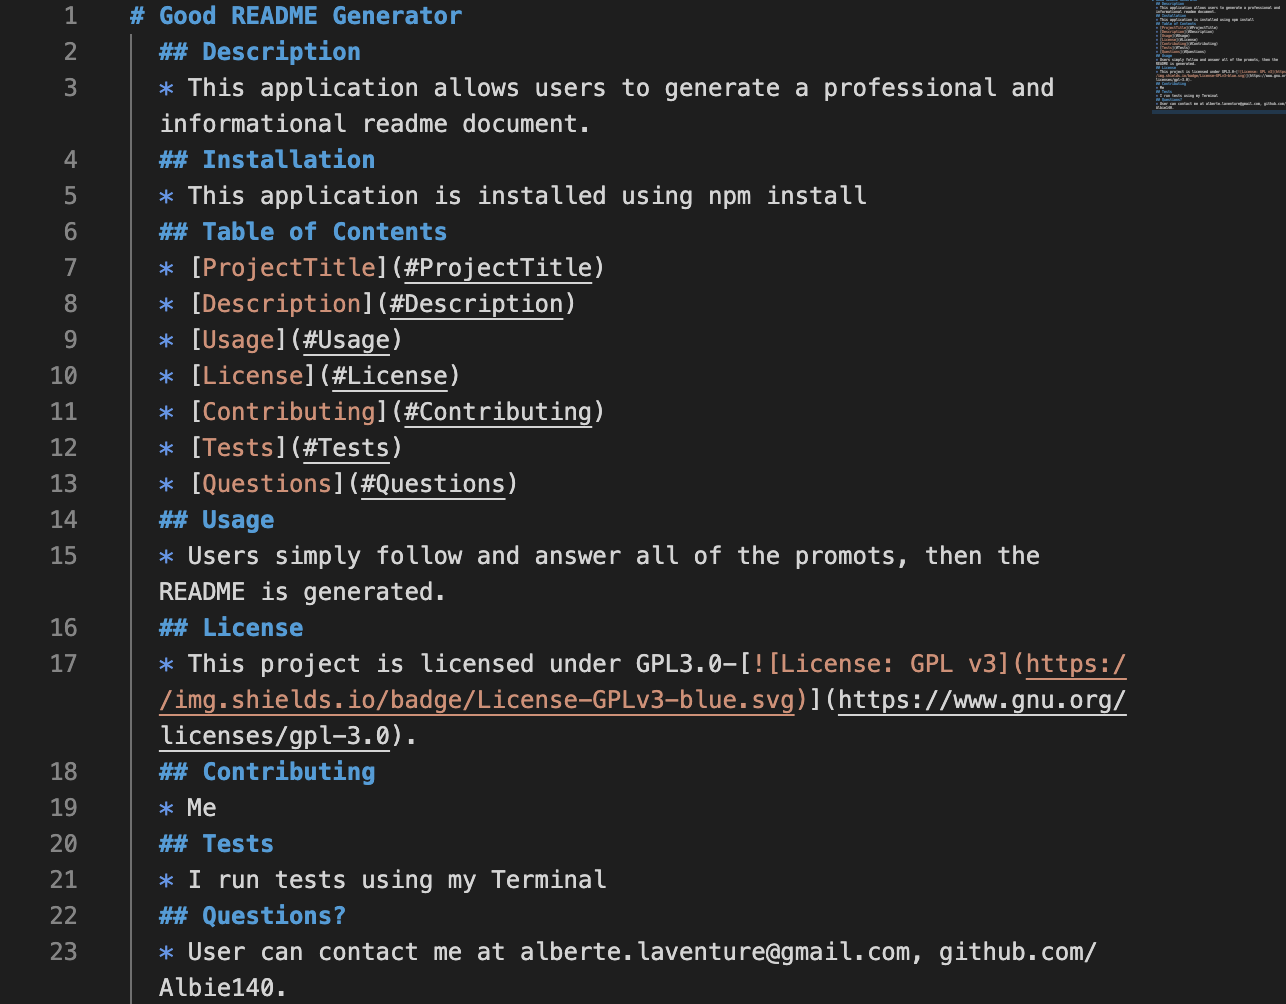 1 # Good README Generator
2 ## Description
3 * This application allows users to generate a professional and
informational readme document.
4 ## Installation
5 * This application is installed using npm install
6 ## Table of Contents
7 * [ProjectTitle](#ProjectTitle)
8 * [Description](#Description)
9 * [Usage](#Usage)
10 * [License](#License)
11 * [Contributing](#Contributing)
12 * [Tests](#Tests)
13 * [Questions](#Questions)
14 ## Usage
15 * Users simply follow and answer all of the promots, then the
README is generated.
16 ## License
17 * This project is licensed under GPL3.0-[![License: GPL v3](https:/
/img.shields.io/badge/License-GPLv3-blue.svg)](https://www.gnu.org/
licenses/gpl-3.0).
18 ## Contributing
19 * Me
20 ## Tests
21 * I run tests using my Terminal
22 ## Questions?
23 * User can contact me at alberte.laventure@gmail.com, github.com/
Albie140.